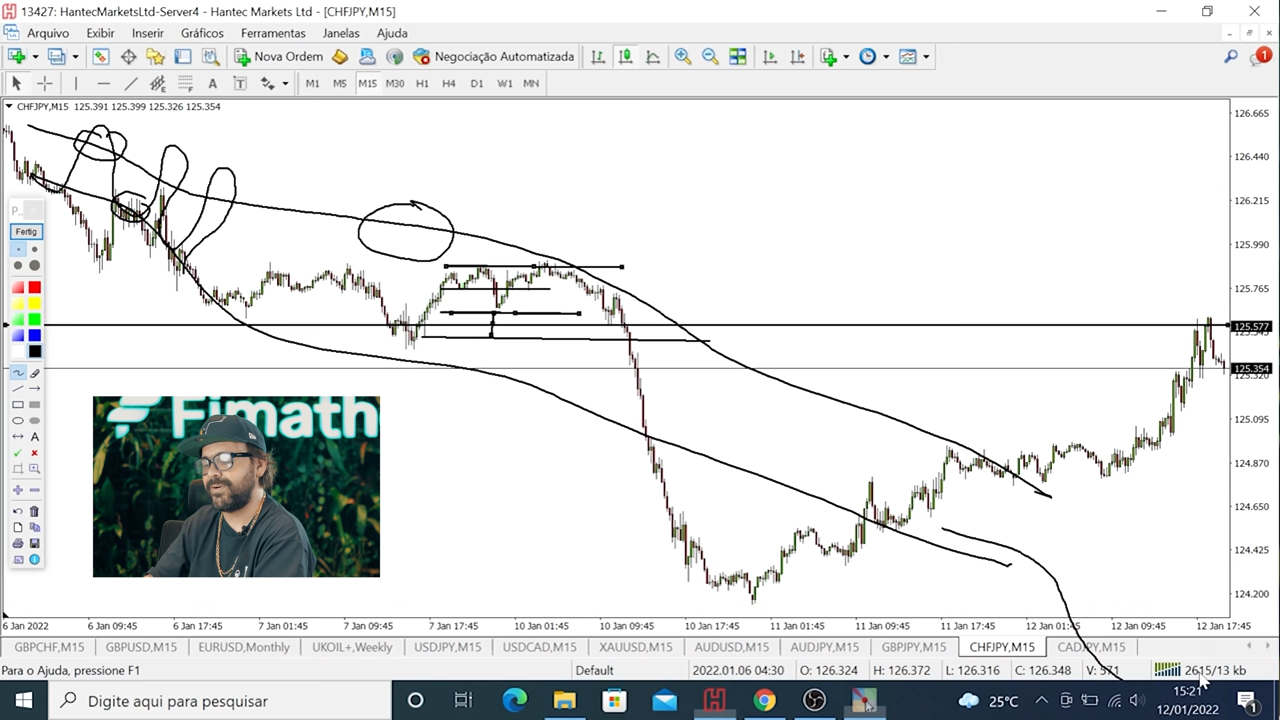 13427: HantecMarketsLtd-Server4 - Hantec Markets Ltd - [CHFJPY,M15]
Arquivo Exibir Inserir Gráficos Ferramentas Janelas Ajuda
Nova Ordem Negociação Automatizada 1
A T M1 M5 M15 M30 H1 H4 D1 W1 MN
CHFJPY,M15 125.391 125.399 125.326 125.354
126.665
126.440
126.215
125.990
125.765
125.577
125.354
125.320
125.095
124.870
124.650
124.425
124.200
P...
Fertig
A
Fimathe
6 Jan 2022 6 Jan 09:45 6 Jan 17:45 7 Jan 01:45 7 Jan 09:45 7 Jan 17:45 10 Jan 01:45 10 Jan 09:45 10 Jan 17:45 11 Jan 01:45 11 Jan 09:45 11 Jan 17:45 12 Jan 01:45 12 Jan 09:45 12 Jan 17:45
GBPCHF,M15 GBPUSD,M15 EURUSD,Monthly UKOIL+,Weekly USDJPY,M15 USDCAD,M15 XAUUSD,M15 AUDUSD,M15 AUDJPY,M15 GBPJPY,M15 CHFJPY,M15 CADJPY,M15
Para o Ajuda, pressione F1 Default 2022.01.06 04:30 O: 126.324 H: 126.372 L: 126.316 C: 126.348 V: 571 2615/13 kb
Digite aqui para pesquisar 25°C 15:21
12/01/2022 1